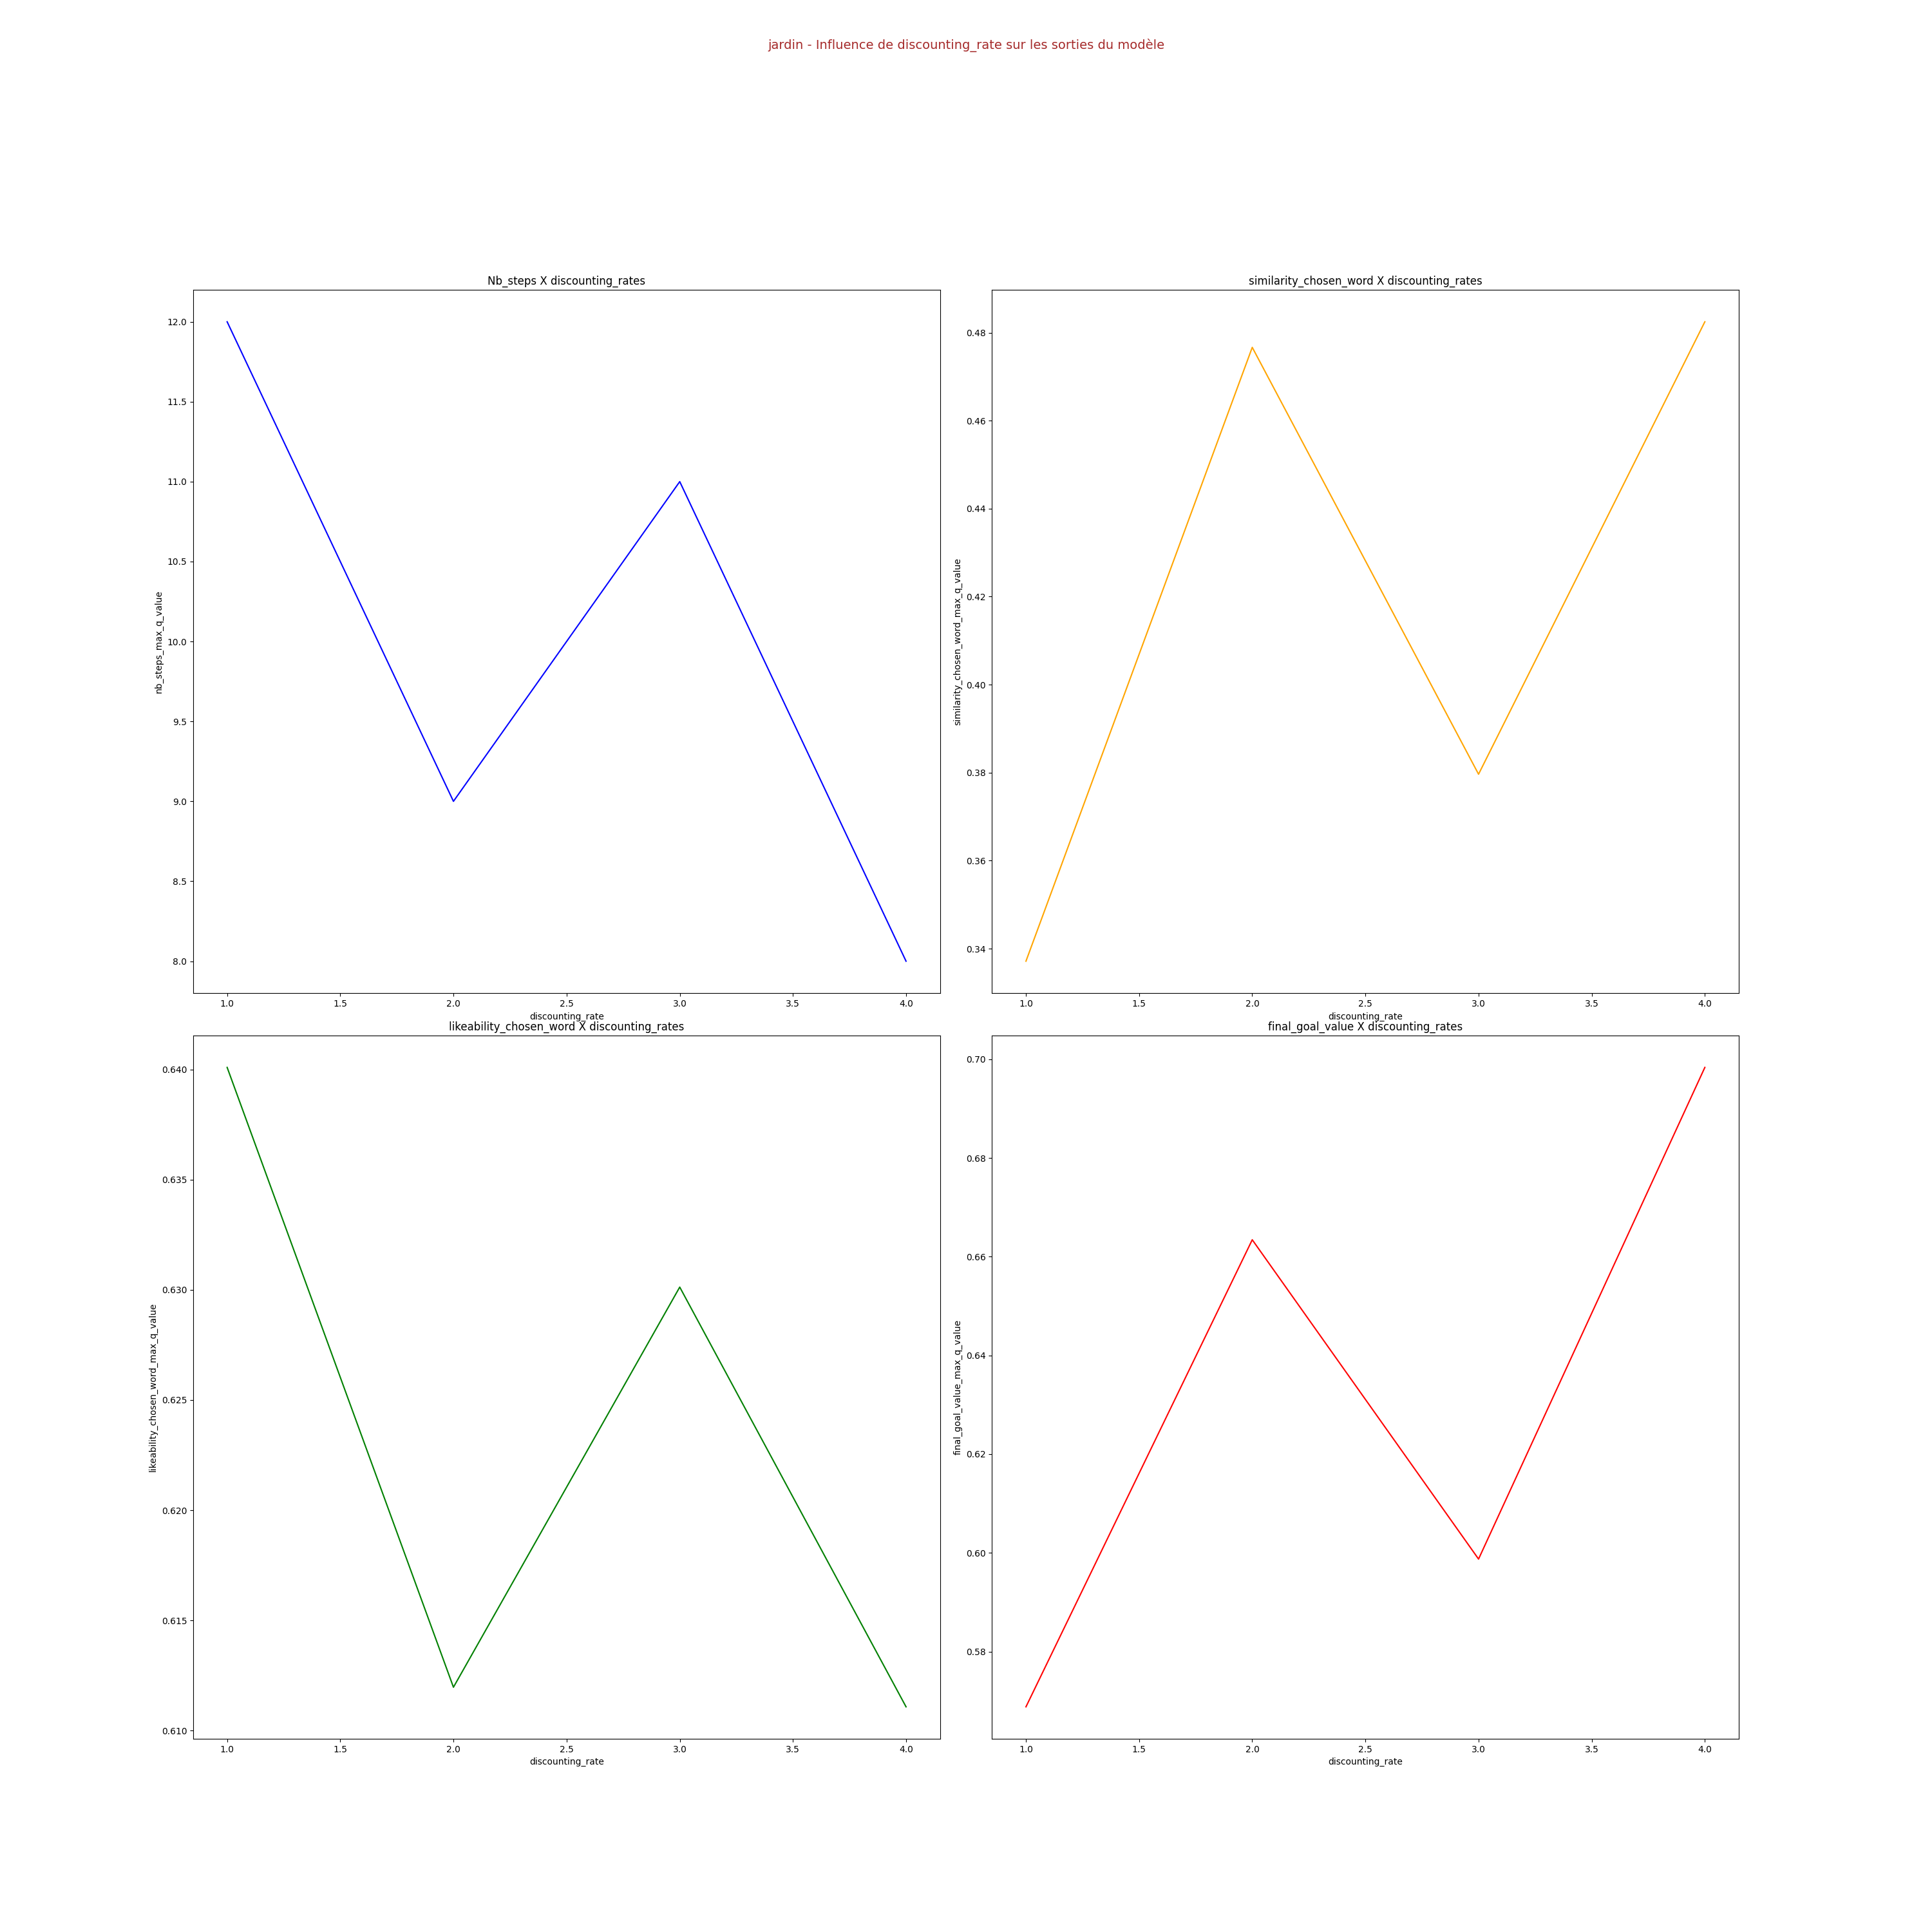 jardin - Influence de discounting_rate sur les sorties du modèle
Nb_steps X discounting_rates
12.0
11.5
11.0
10.5
10.0
9.5
9.0
8.5
8.0
nb_steps_max_q_value
1.0 1.5 2.0 2.5 3.0 3.5 4.0
discounting_rate
similarity_chosen_word X discounting_rates
0.48
0.46
0.44
0.42
0.40
0.38
0.36
0.34
similarity_chosen_word_max_q_value
1.0 1.5 2.0 2.5 3.0 3.5 4.0
discounting_rate
likeability_chosen_word X discounting_rates
0.640
0.635
0.630
0.625
0.620
0.615
0.610
likeability_chosen_word_max_q_value
1.0 1.5 2.0 2.5 3.0 3.5 4.0
discounting_rate
final_goal_value X discounting_rates
0.70
0.68
0.66
0.64
0.62
0.60
0.58
final_goal_value_max_q_value
1.0 1.5 2.0 2.5 3.0 3.5 4.0
discounting_rate